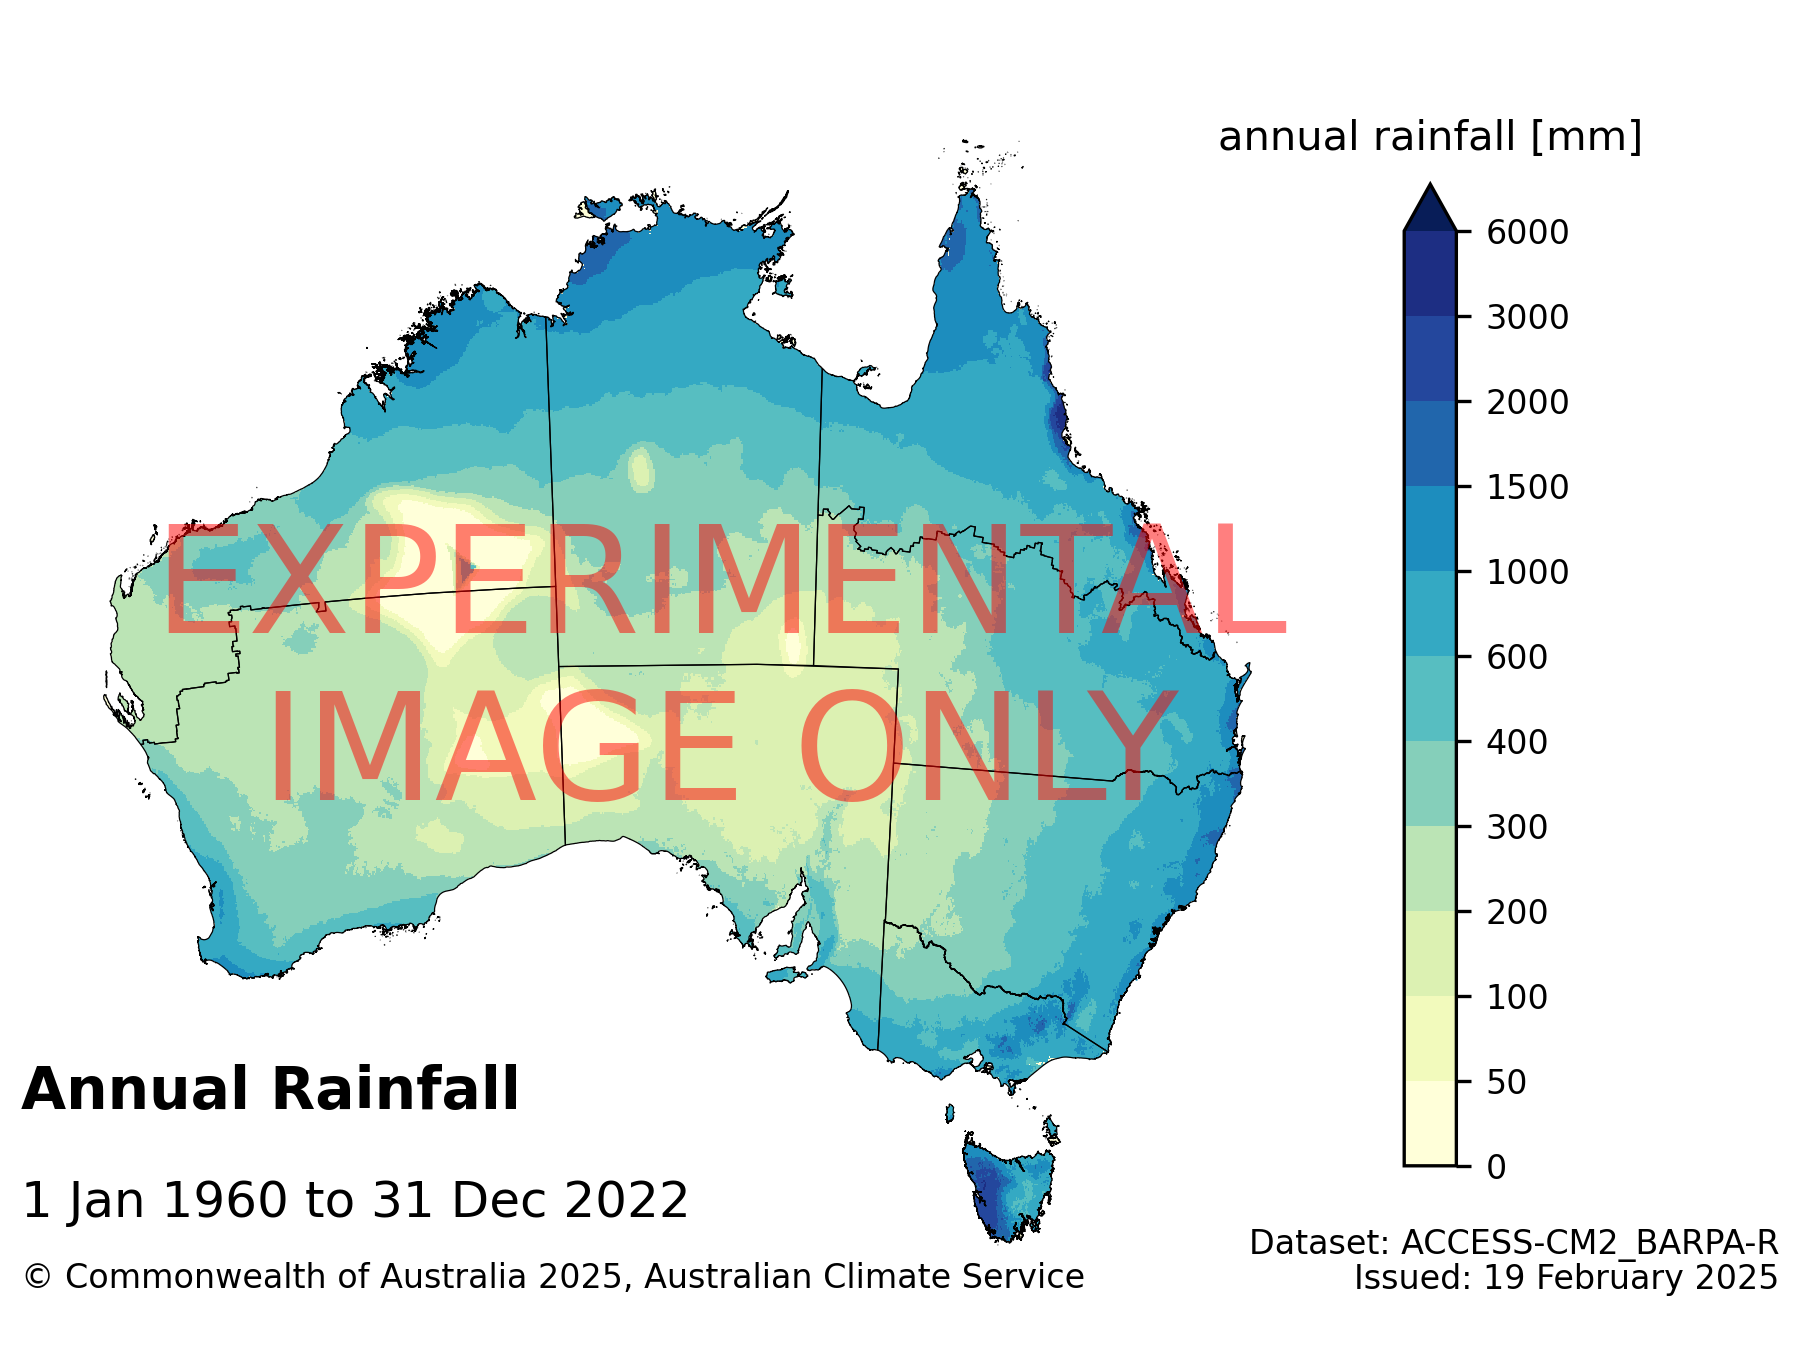 annual rainfall [mm]
6000
3000
2000
1500
1000
600
400
300
200
100
50
0
EXPERIMENTAL
IMAGE ONLY
Annual Rainfall
1 Jan 1960 to 31 Dec 2022
© Commonwealth of Australia 2025, Australian Climate Service
Dataset: ACCESS-CM2_BARPA-R
Issued: 19 February 2025